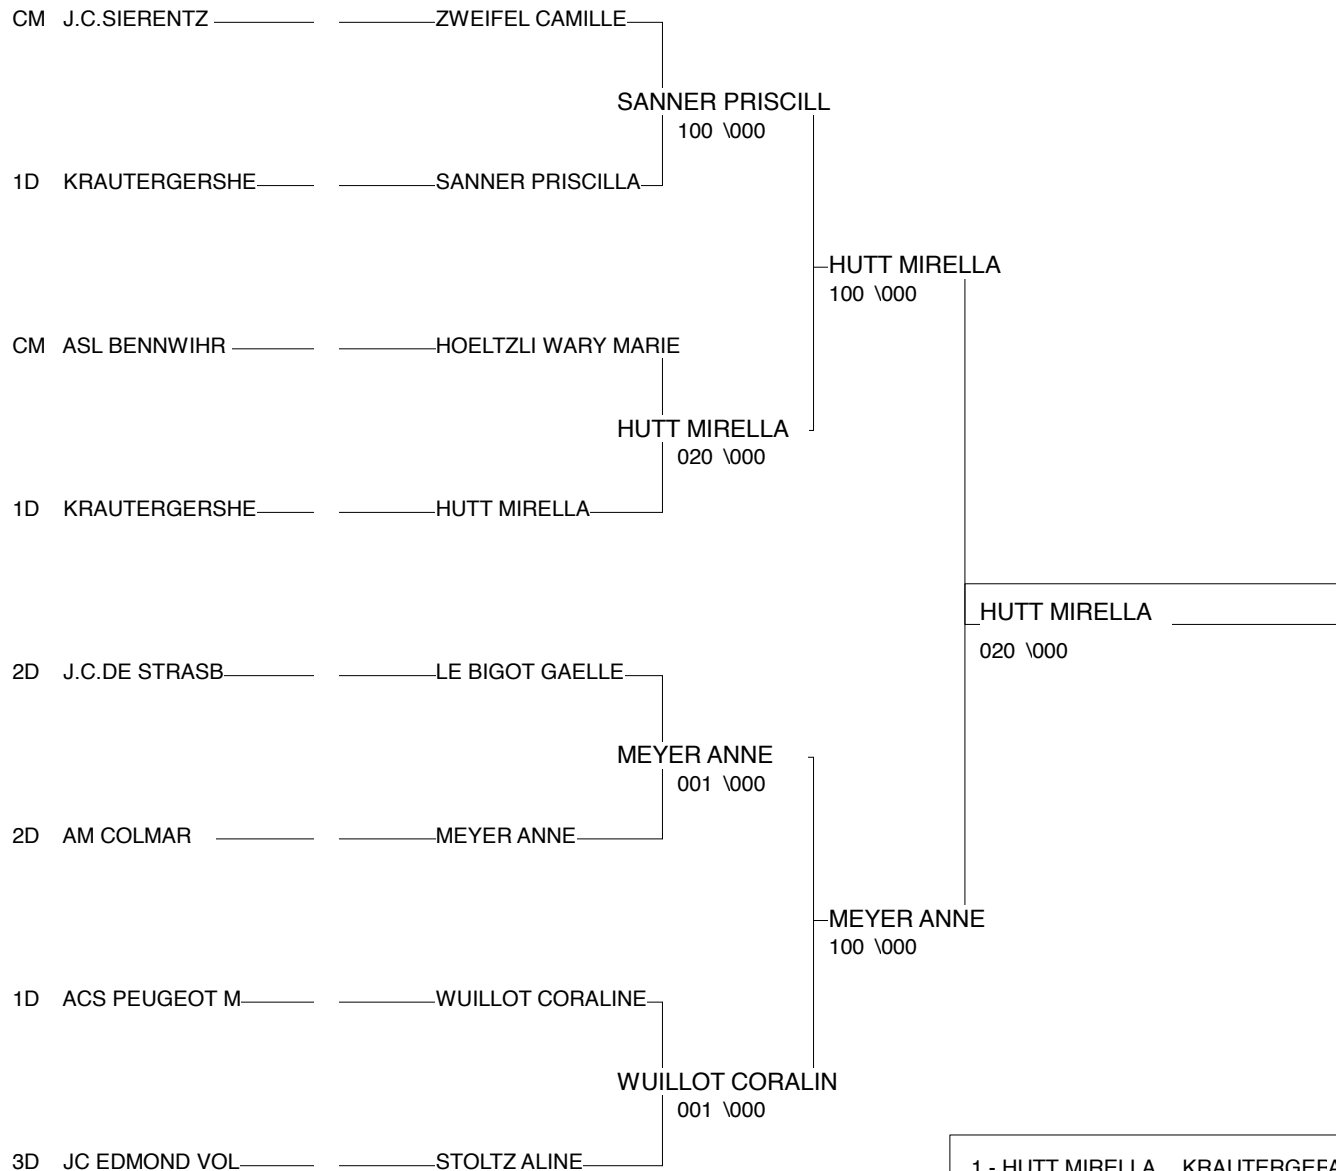 CM J.C.SIERENTZ ZWEIFEL CAMILLE
SANNER PRISCILL
100 \000
1D KRAUTERGERSHE SANNER PRISCILLA
HUTT MIRELLA
100 \000
CM ASL BENNWIHR HOELTZLI WARY MARIE
HUTT MIRELLA
020 \000
1D KRAUTERGERSHE HUTT MIRELLA
HUTT MIRELLA
020 \000
2D J.C.DE STRASB LE BIGOT GAELLE
MEYER ANNE
001 \000
2D AM COLMAR MEYER ANNE
MEYER ANNE
100 \000
1D ACS PEUGEOT M WUILLOT CORALINE
WUILLOT CORALIN
001 \000
3D JC EDMOND VOL STOLTZ ALINE
1 - HUTT MIRELLA